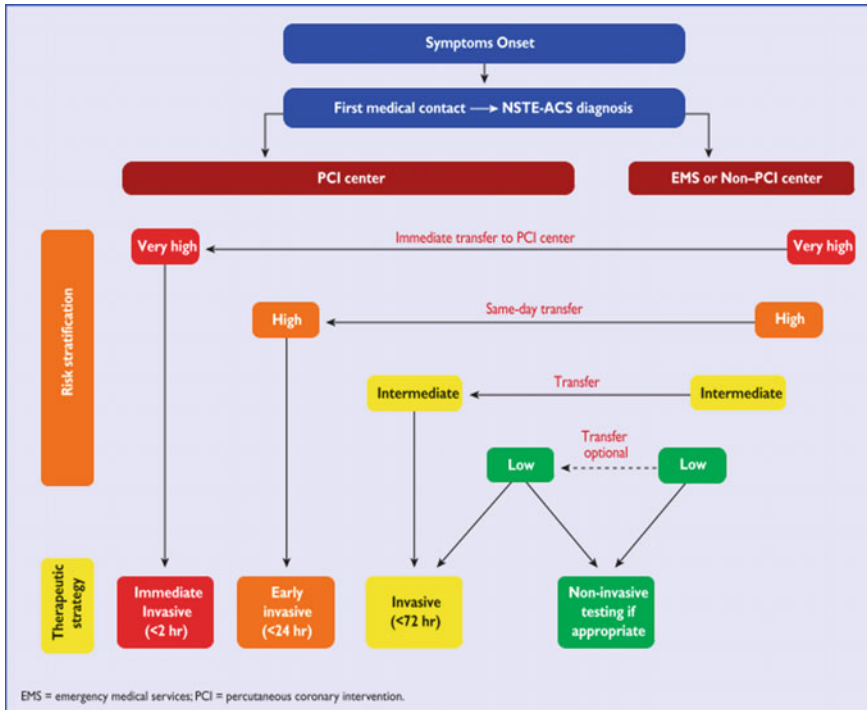 Symptoms Onset
First medical contact → NSTE-ACS diagnosis
PCI center
EMS or Non–PCI center
Risk stratification
Very high
Immediate transfer to PCI center
Very high
High
Same-day transfer
High
Intermediate
Transfer
Intermediate
Low
Transfer
optional
Low
Therapeutic
strategy
Immediate
Invasive
(<2 hr)
Early
invasive
(<24 hr)
Invasive
(<72 hr)
Non-invasive
testing if
appropriate
EMS = emergency medical services; PCI = percutaneous coronary intervention.